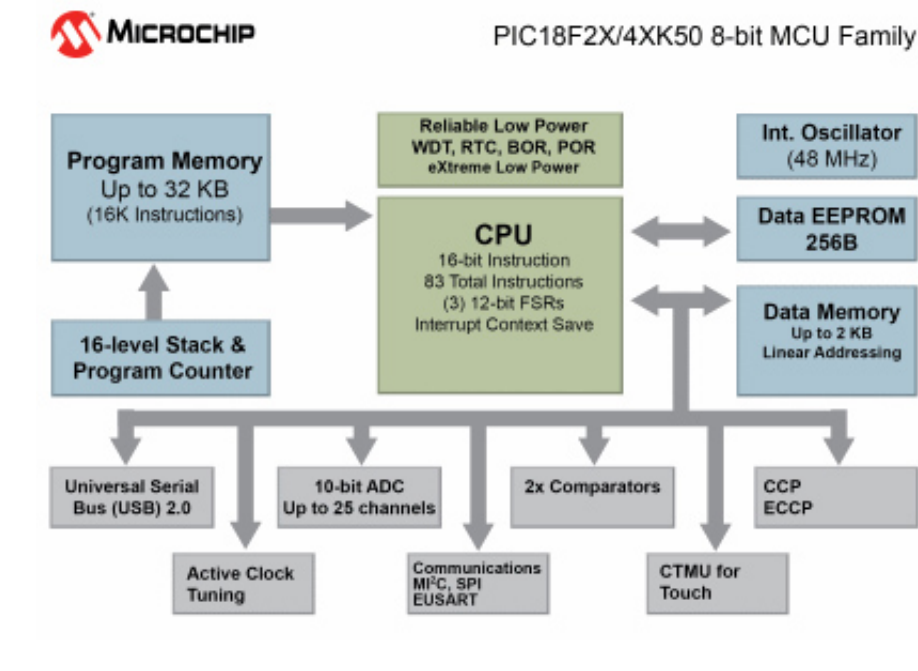 MICROCHIP
PIC18F2X/4XK50 8-bit MCU Family
Program Memory
Up to 32 KB
(16K Instructions)
Reliable Low Power
WDT, RTC, BOR, POR
eXtreme Low Power
Int. Oscillator
(48 MHz)
CPU
16-bit Instruction
83 Total Instructions
(3) 12-bit FSRs
Interrupt Context Save
Data EEPROM
256B
16-level Stack &
Program Counter
Data Memory
Up to 2 KB
Linear Addressing
Universal Serial
Bus (USB) 2.0
10-bit ADC
Up to 25 channels
2x Comparators
CCP
ECCP
Active Clock
Tuning
Communications
MI²C, SPI
EUSART
CTMU for
Touch